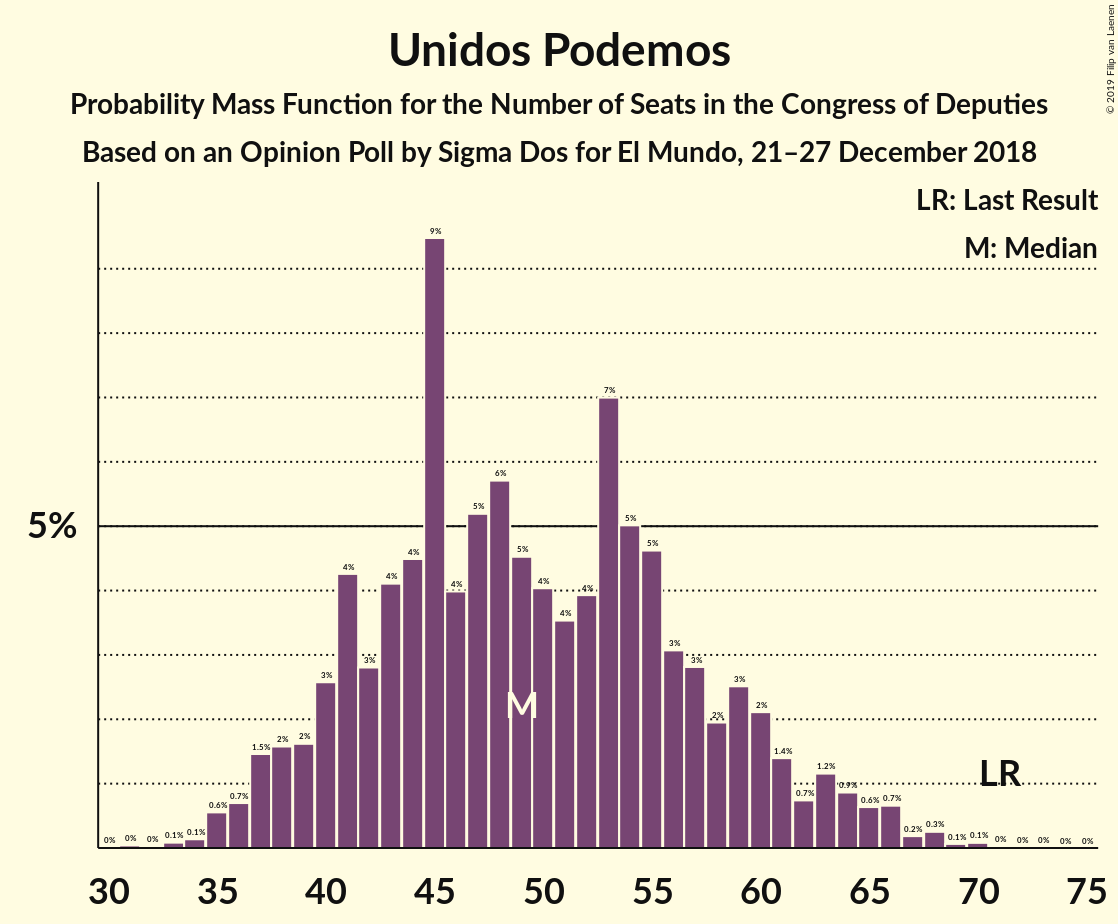 Unidos Podemos
Probability Mass Function for the Number of Seats in the Congress of Deputies
Based on an Opinion Poll by Sigma Dos for El Mundo, 21–27 December 2018
© 2019 Filip van Laenen
LR: Last Result
M: Median
5%
0% 0% 0% 0.1% 0.1% 0.6% 0.7% 1.5% 2% 2% 3% 4% 3% 4% 4% 9% 4% 5% 6% 5% 4% 4% 4% 7% 5% 5% 3% 3% 2% 3% 2% 1.4% 0.7% 1.2% 0.9% 0.6% 0.7% 0.2% 0.3% 0.1% 0.1% 0% 0% 0% 0% 0%
M
LR
30 35 40 45 50 55 60 65 70 75